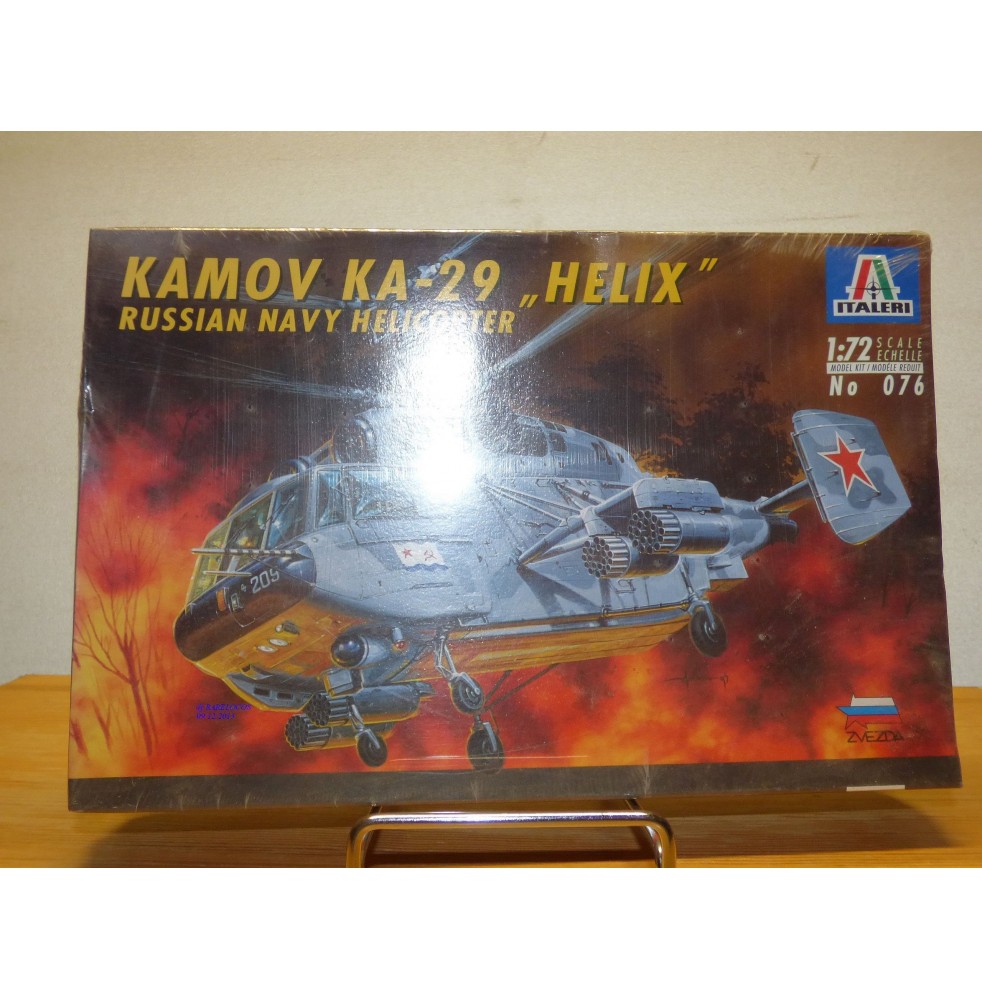 KAMOV KA-29 „HELIX”
RUSSIAN NAVY HELICOPTER
ITALERI
1:72 SCALE
ECHELLE
MODEL KIT / MODÈLE REDUIT
No 076
205
ZVEZDA